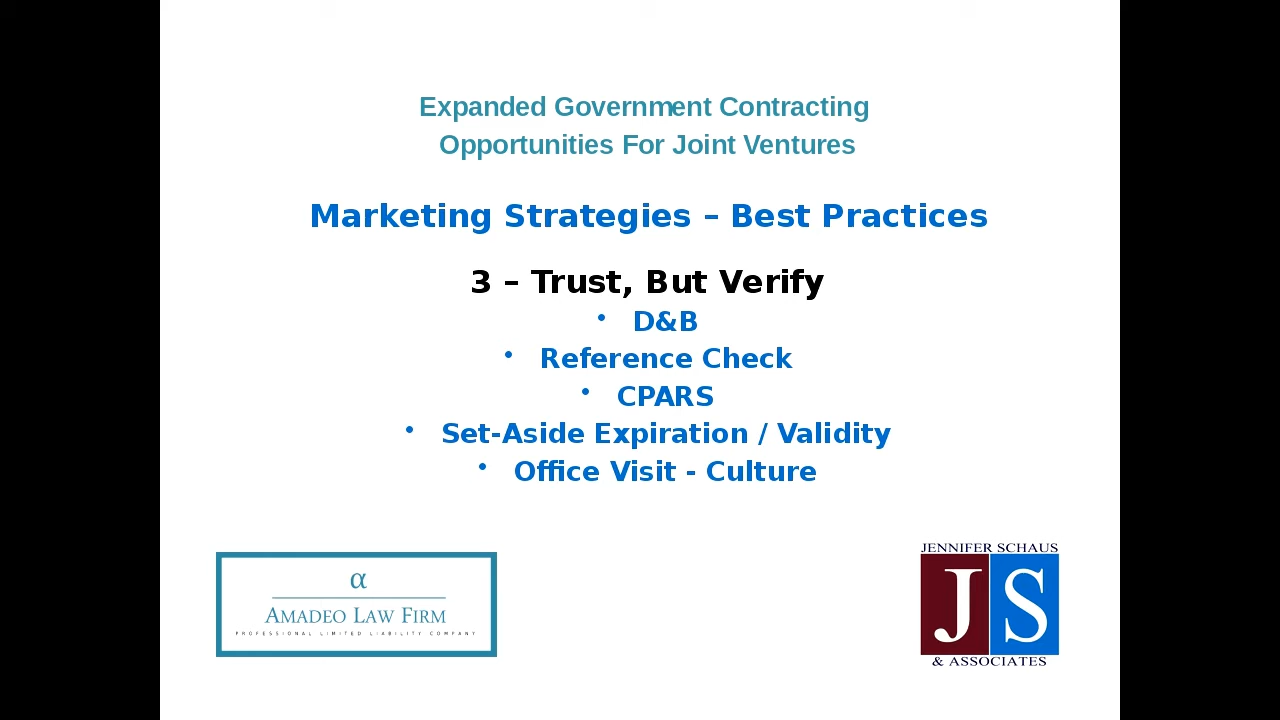 Expanded Government Contracting
Opportunities For Joint Ventures
Marketing Strategies – Best Practices
3 – Trust, But Verify
• D&B
• Reference Check
• CPARS
• Set-Aside Expiration / Validity
• Office Visit - Culture
α
AMADEO LAW FIRM
PROFESSIONAL LIMITED LIABILITY COMPANY
JENNIFER SCHAUS
JS
& ASSOCIATES